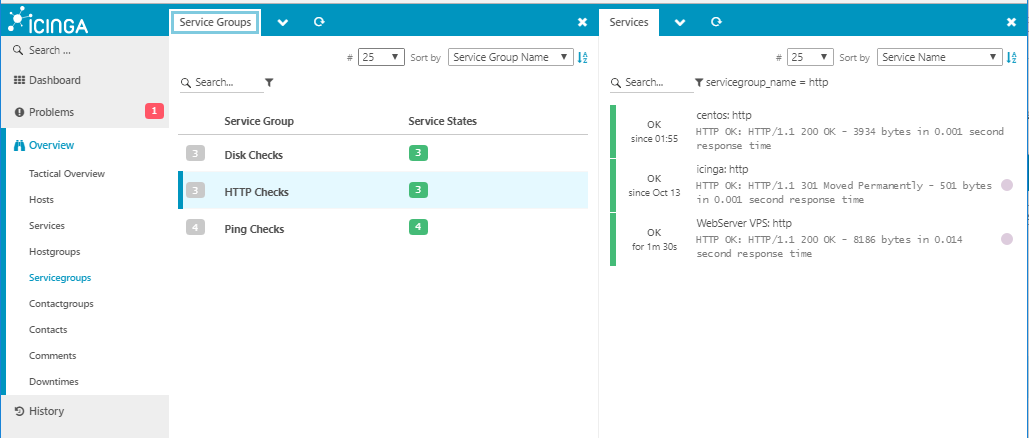 icinga
Search ...
Dashboard
Problems 1
Overview
Tactical Overview
Hosts
Services
Hostgroups
Servicegroups
Contactgroups
Contacts
Comments
Downtimes
History
Service Groups
# 25 Sort by Service Group Name
Search...
Service Group Service States
3 Disk Checks 3
3 HTTP Checks 3
4 Ping Checks 4
Services
# 25 Sort by Service Name
Search... servicegroup_name = http
OK
since 01:55
centos: http
HTTP OK: HTTP/1.1 200 OK - 3934 bytes in 0.001 second
response time
OK
since Oct 13
icinga: http
HTTP OK: HTTP/1.1 301 Moved Permanently - 501 bytes
in 0.001 second response time
OK
for 1m 30s
WebServer VPS: http
HTTP OK: HTTP/1.1 200 OK - 8186 bytes in 0.014
second response time